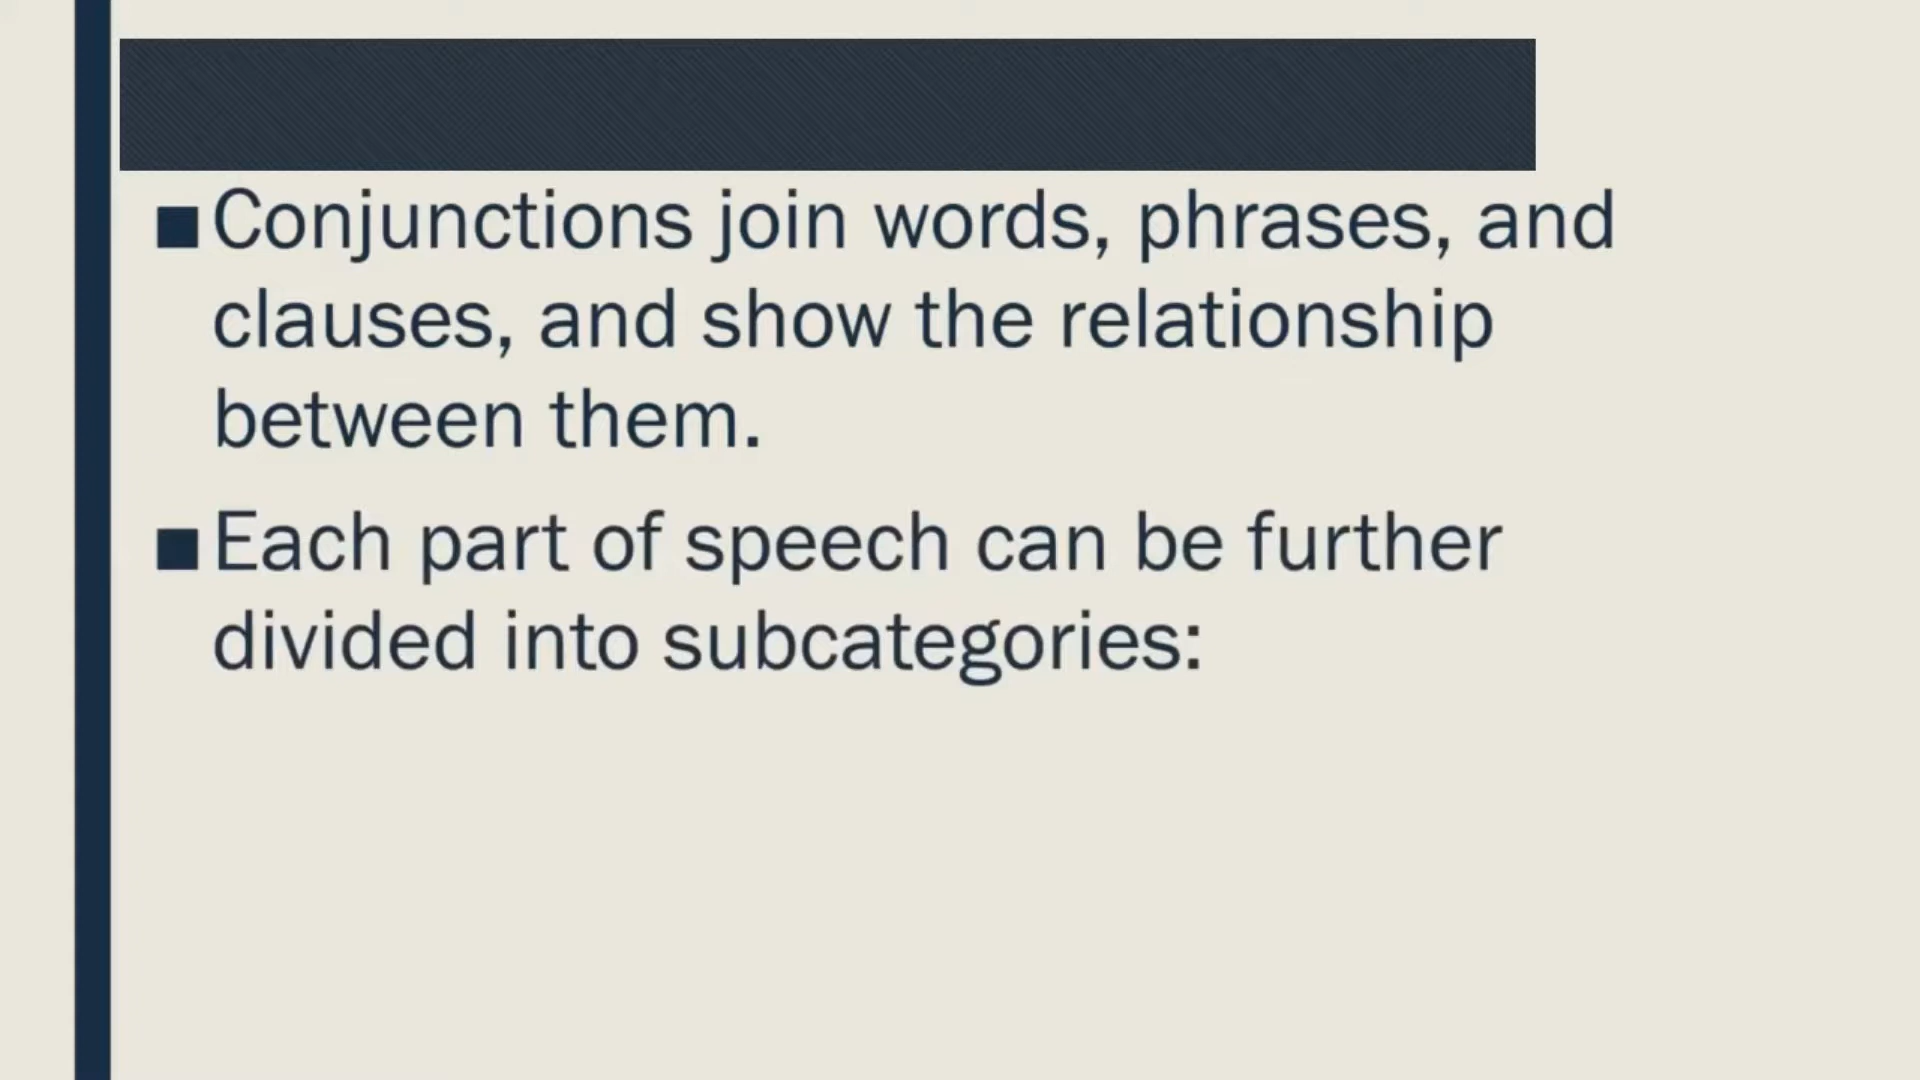 ■Conjunctions join words, phrases, and
clauses, and show the relationship
between them.
■Each part of speech can be further
divided into subcategories: